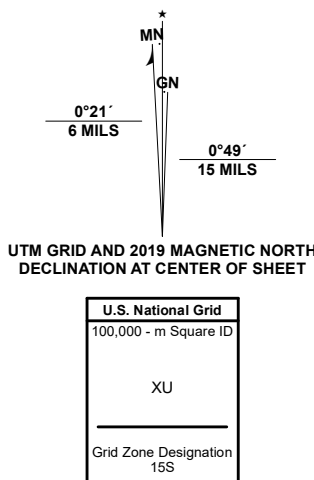 ★
MN
GN
0°21´
6 MILS
0°49´
15 MILS
UTM GRID AND 2019 MAGNETIC NORTH
DECLINATION AT CENTER OF SHEET
U.S. National Grid
100,000 - m Square ID
XU
Grid Zone Designation
15S